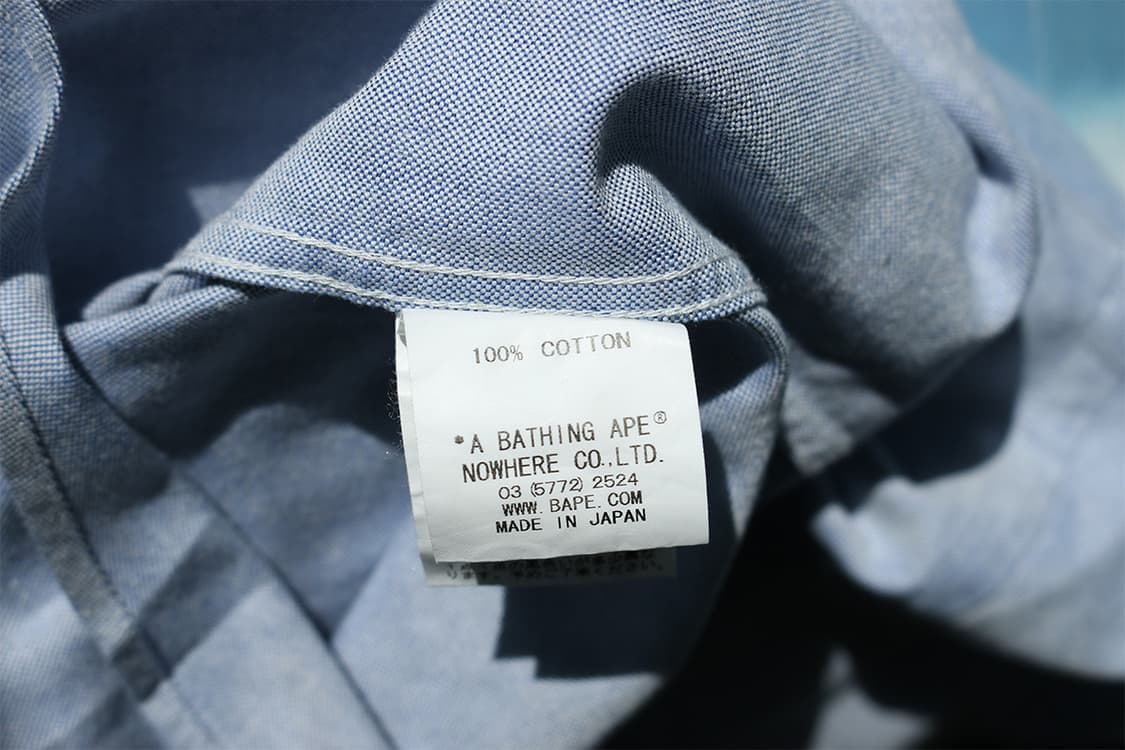 100% COTTON
*A BATHING APE®
NOWHERE CO.,LTD.
03 (5772) 2524
WWW. BAPE. COM
MADE IN JAPAN